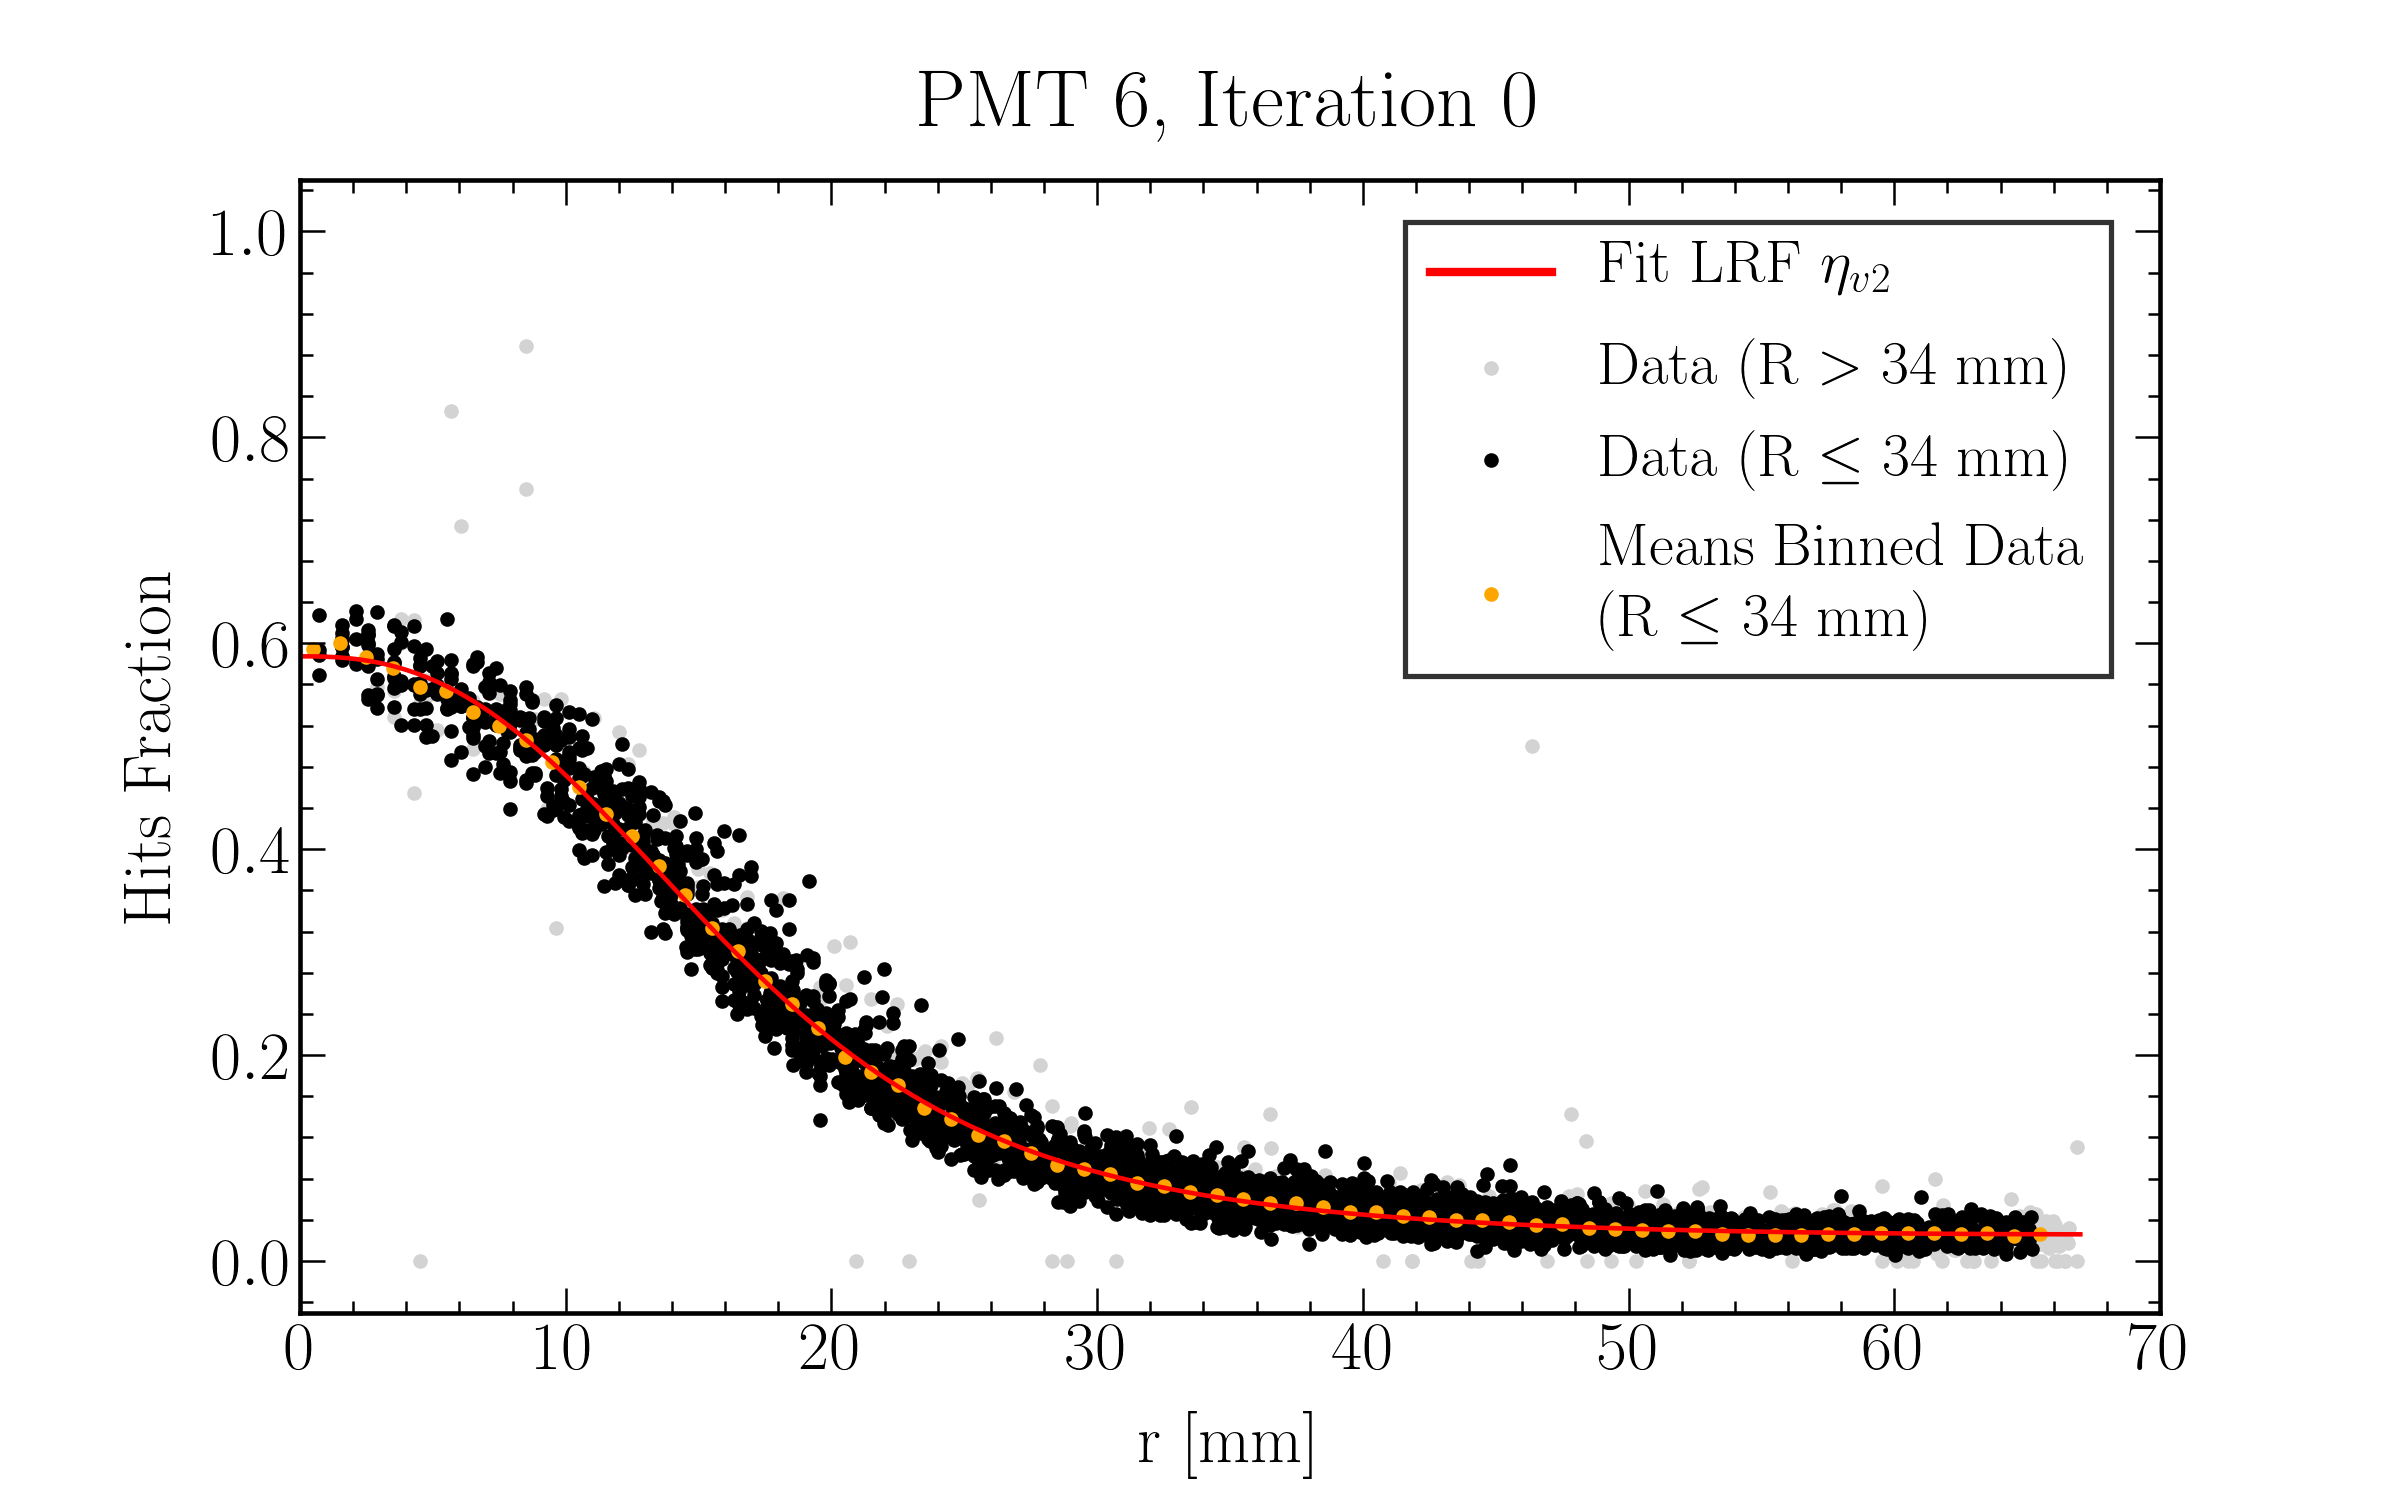 PMT 6, Iteration 0
Fit LRF η_{v2}
Data (R > 34 mm)
Data (R ≤ 34 mm)
Means Binned Data
(R ≤ 34 mm)
Hits Fraction
1.0
0.8
0.6
0.4
0.2
0.0
0 10 20 30 40 50 60 70
r [mm]